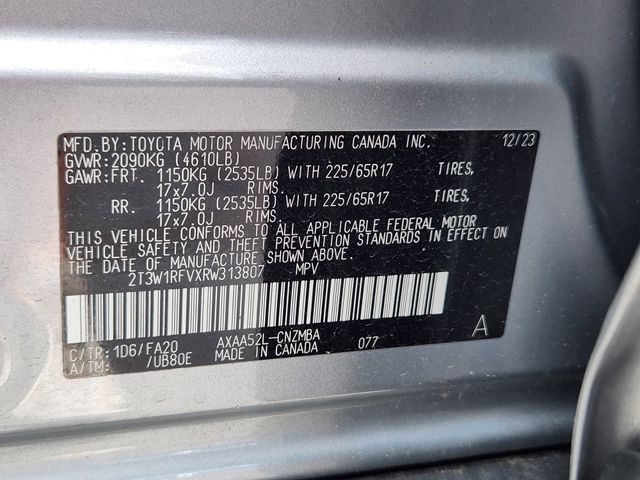 MFD.BY:TOYOTA MOTOR MANUFACTURING CANADA INC. 12/23
GVWR:2090KG (4610LB)
GAWR:FRT. 1150KG (2535LB) WITH 225/65R17 TIRES,
17x7.0J RIMS.
RR. 1150KG (2535LB) WITH 225/65R17 TIRES,
17x7.0J RIMS.
THIS VEHICLE CONFORMS TO ALL APPLICABLE FEDERAL MOTOR
VEHICLE SAFETY AND THEFT PREVENTION STANDARDS IN EFFECT ON
THE DATE OF MANUFACTURE SHOWN ABOVE.
2T3W1RFVXRW313807 MPV
C/TR:1D6/FA20 AXAA52L-CNZMBA 077 A
A/TM: /UB80E MADE IN CANADA